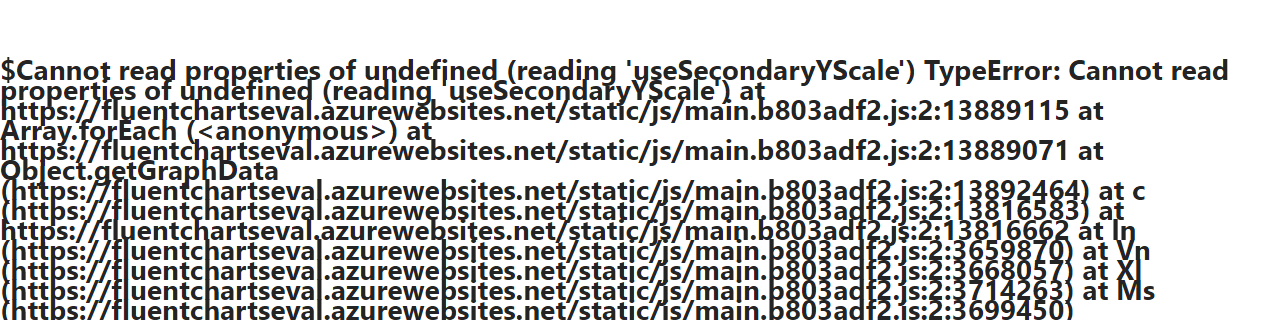 $Cannot read properties of undefined (reading 'useSecondaryYScale') TypeError: Cannot read
properties of undefined (reading 'useSecondaryYScale') at
https://fluentchartseval.azurewebsites.net/static/js/main.b803adf2.js:2:13889115 at
Array.forEach (<anonymous>) at
https://fluentchartseval.azurewebsites.net/static/js/main.b803adf2.js:2:13889071 at
Object.getGraphData
(https://fluentchartseval.azurewebsites.net/static/js/main.b803adf2.js:2:13892464) at c
(https://fluentchartseval.azurewebsites.net/static/js/main.b803adf2.js:2:13816583) at
https://fluentchartseval.azurewebsites.net/static/js/main.b803adf2.js:2:13816662 at ln
(https://fluentchartseval.azurewebsites.net/static/js/main.b803adf2.js:2:3659870) at Vn
(https://fluentchartseval.azurewebsites.net/static/js/main.b803adf2.js:2:3668057) at Xl
(https://fluentchartseval.azurewebsites.net/static/js/main.b803adf2.js:2:3714263) at Ms
(https://fluentchartseval.azurewebsites.net/static/js/main.b803adf2.js:2:3699450)